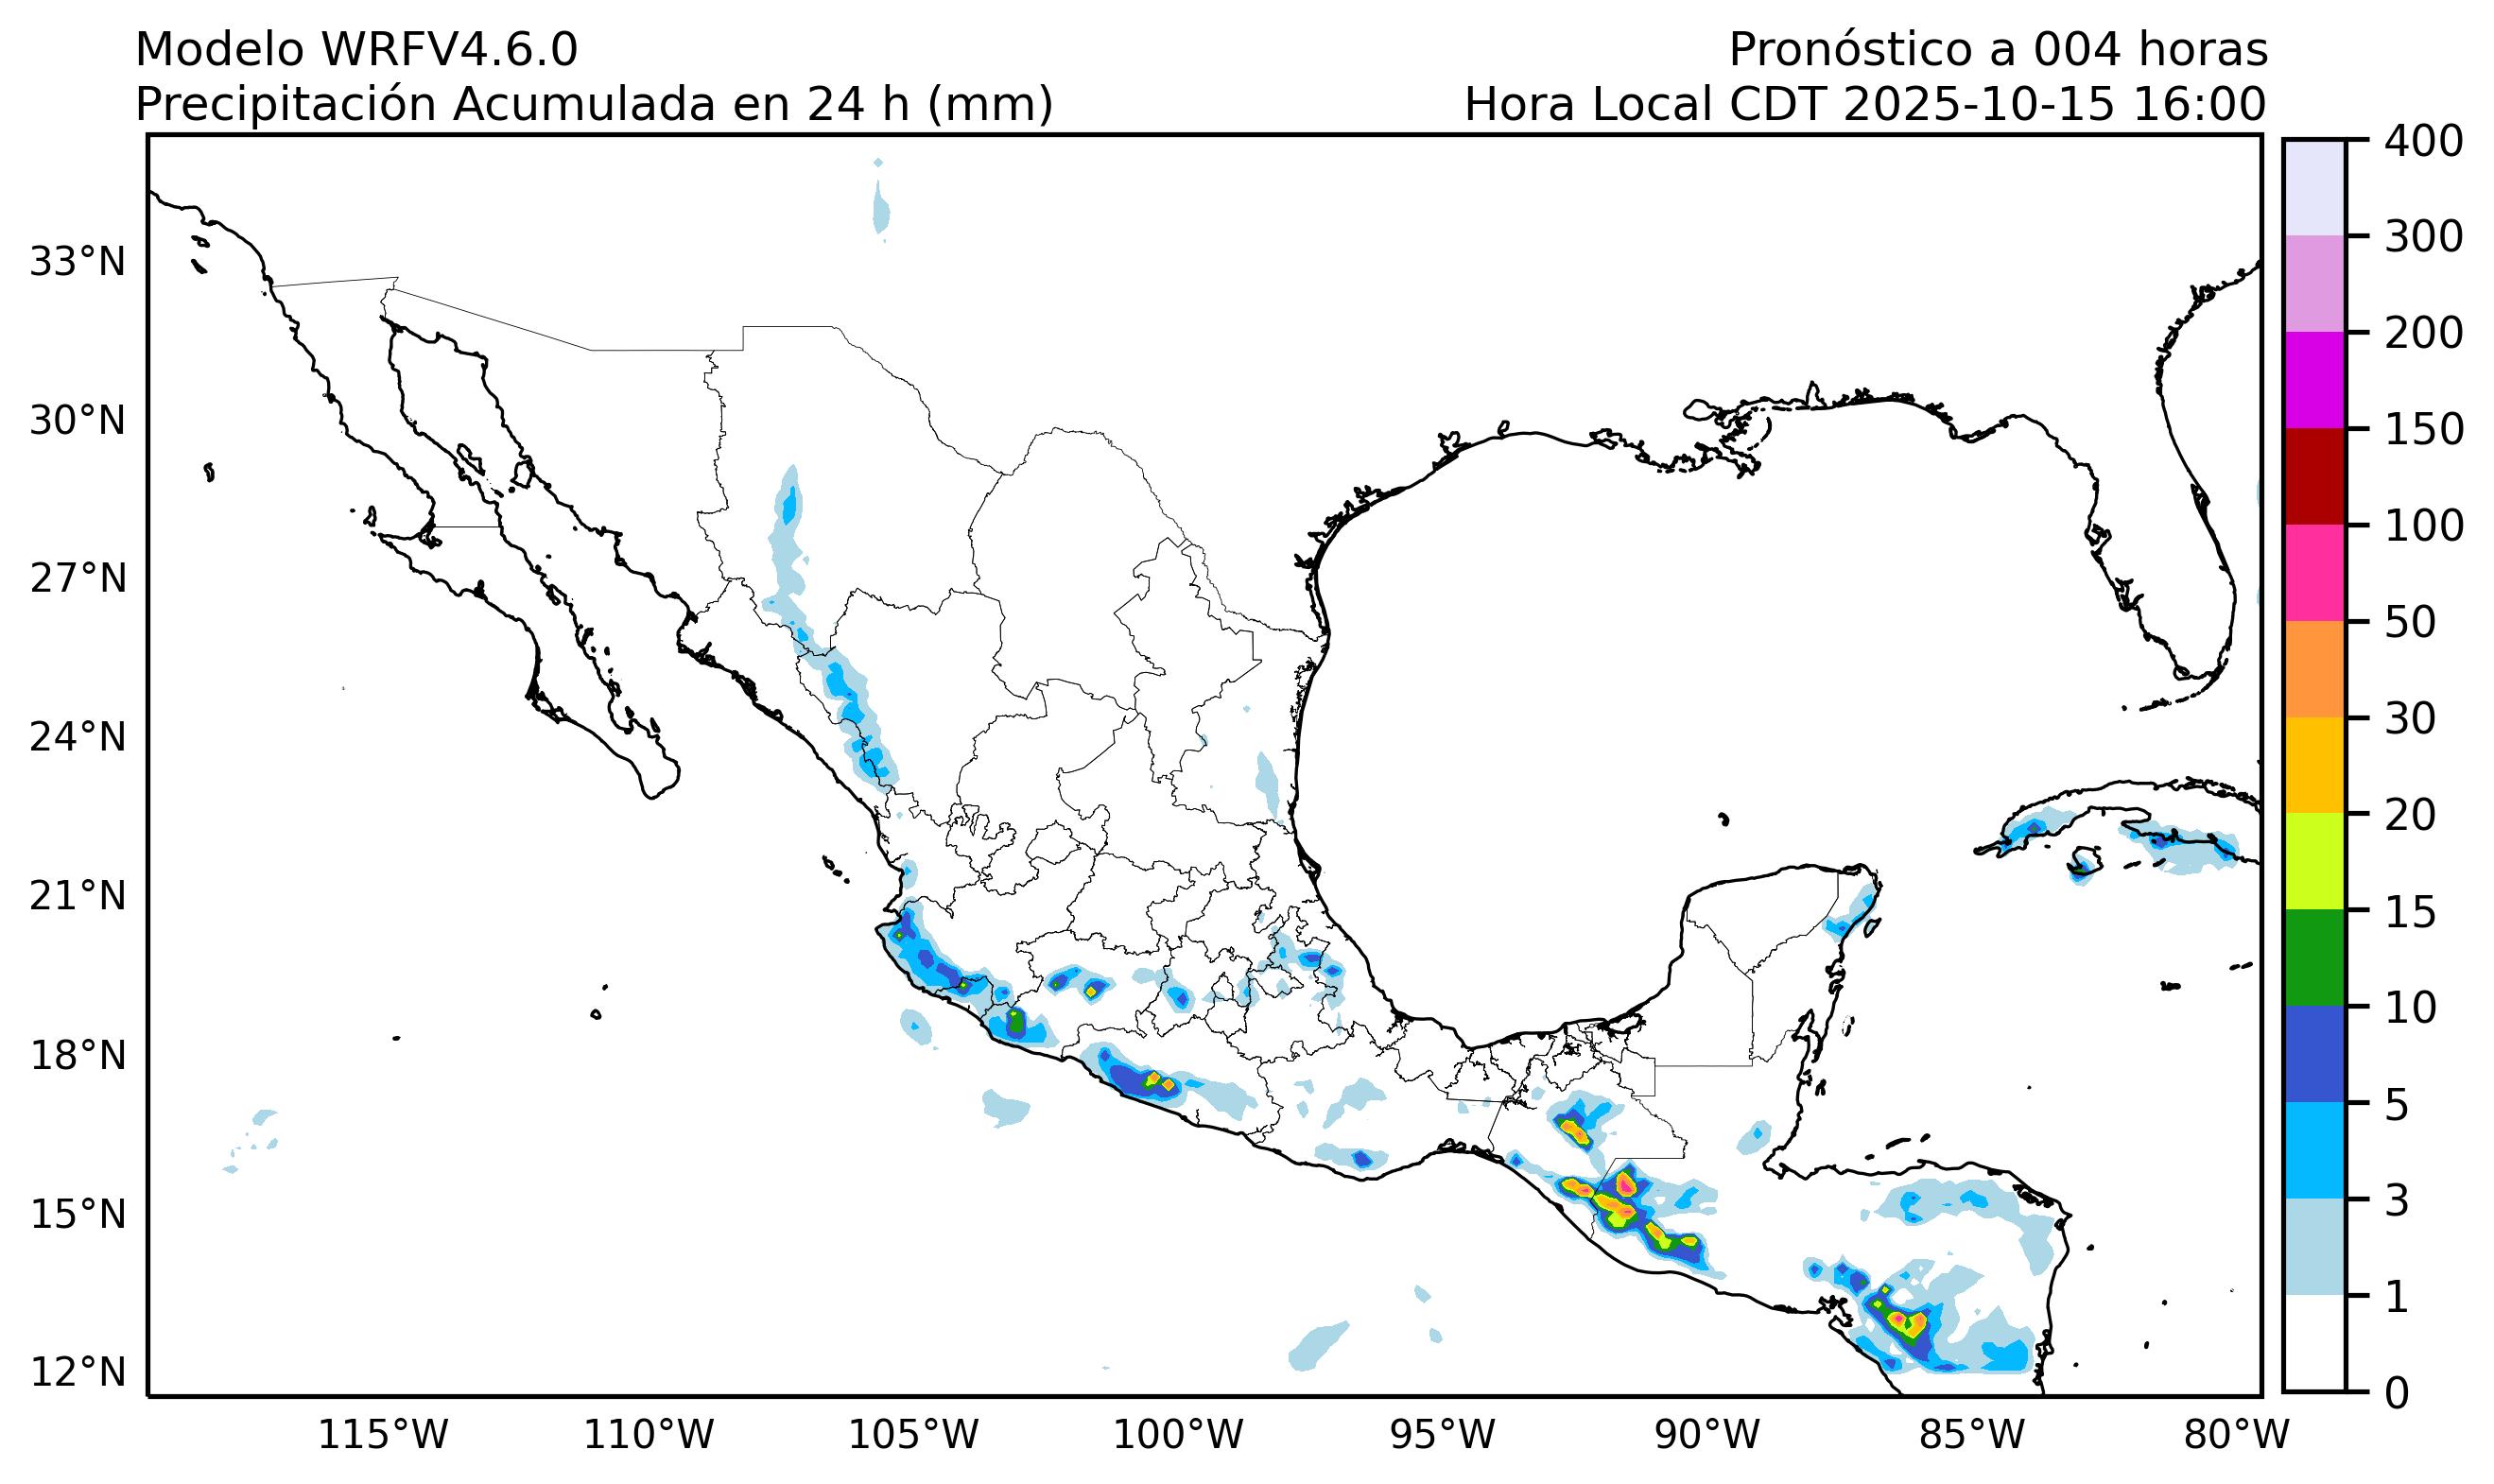 Modelo WRFV4.6.0
Pronóstico a 004 horas
Precipitación Acumulada en 24 h (mm)
Hora Local CDT 2025-10-15 16:00
33°N
30°N
27°N
24°N
21°N
18°N
15°N
12°N
115°W
110°W
105°W
100°W
95°W
90°W
85°W
80°W
400
300
200
150
100
50
30
20
15
10
5
3
1
0